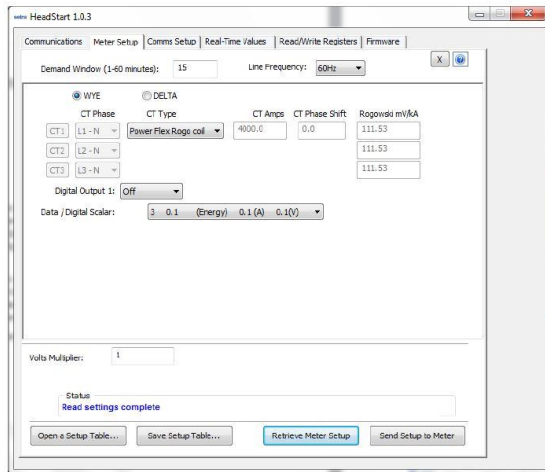 setra HeadStart 1.0.3
Communications Meter Setup Comms Setup Real-Time Values Read/Write Registers Firmware
Demand Window (1-60 minutes): 15 Line Frequency: 60Hz X
WYE DELTA
CT Phase CT Type CT Amps CT Phase Shift Rogowski mV/kA
CT1 L1 - N Power Flex Rogo coil 4000.0 0.0 111.53
CT2 L2 - N 111.53
CT3 L3 - N 111.53
Digital Output 1: Off
Data / Digital Scalar: 3 0.1 (Energy) 0.1 (A) 0.1(V)
Volts Multiplier: 1
Status
Read settings complete
Open a Setup Table... Save Setup Table... Retrieve Meter Setup Send Setup to Meter